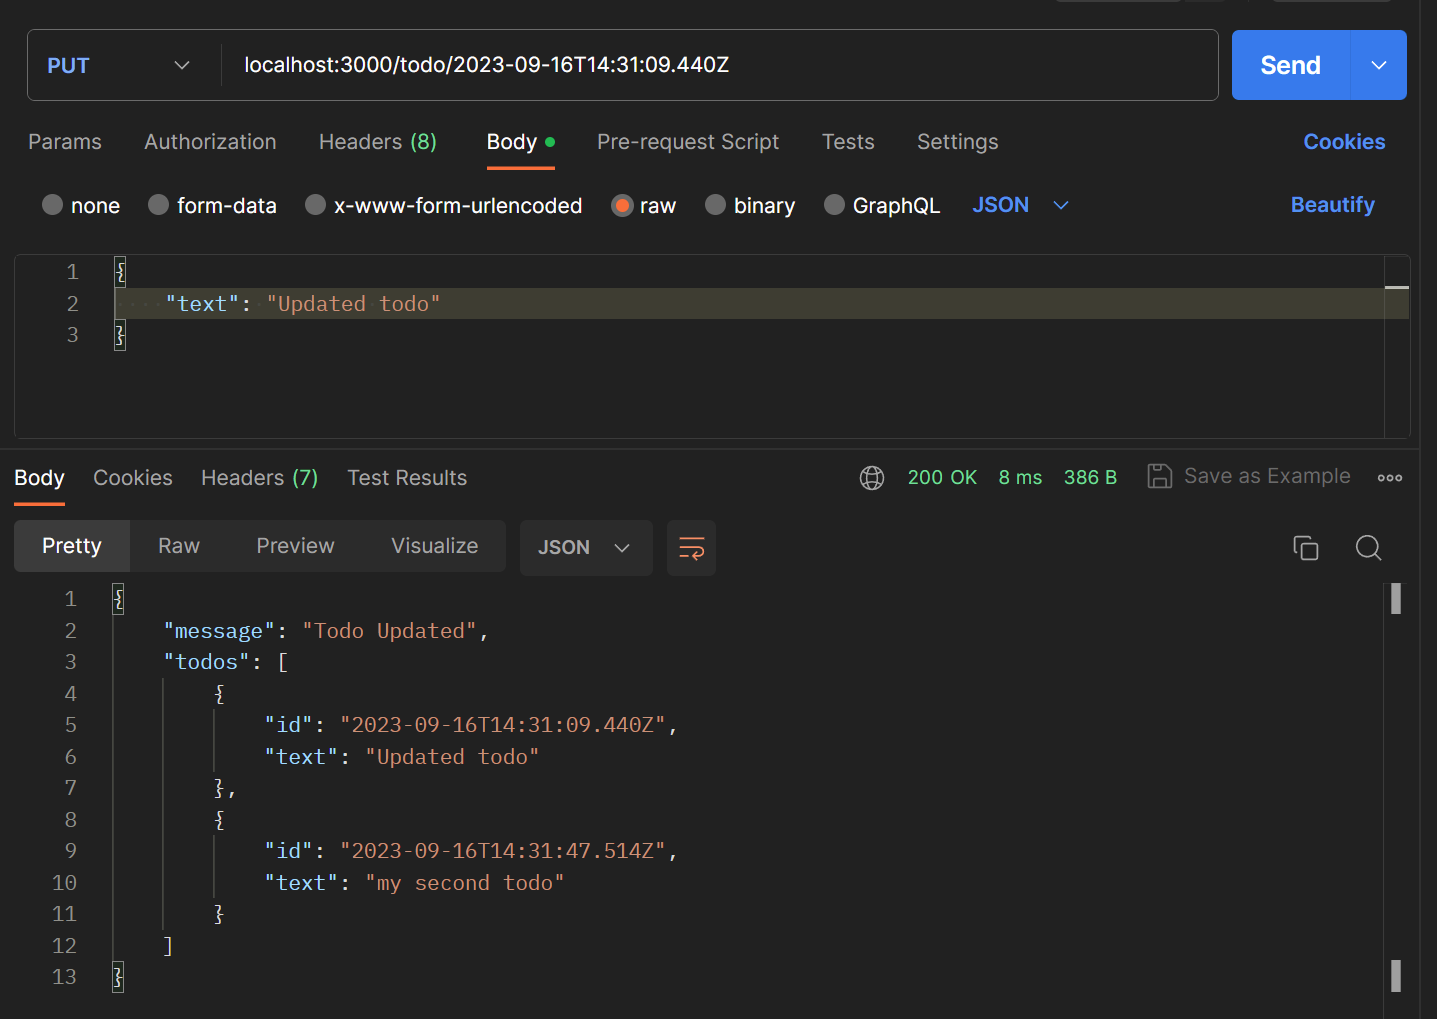 PUT localhost:3000/todo/2023-09-16T14:31:09.440Z Send
Params Authorization Headers (8) Body Pre-request Script Tests Settings Cookies
none form-data x-www-form-urlencoded raw binary GraphQL JSON Beautify
1 {
2 "text": "Updated todo"
3 }
Body Cookies Headers (7) Test Results 200 OK 8 ms 386 B Save as Example
Pretty Raw Preview Visualize JSON
1 {
2 "message": "Todo Updated",
3 "todos": [
4 {
5 "id": "2023-09-16T14:31:09.440Z",
6 "text": "Updated todo"
7 },
8 {
9 "id": "2023-09-16T14:31:47.514Z",
10 "text": "my second todo"
11 }
12 ]
13 }